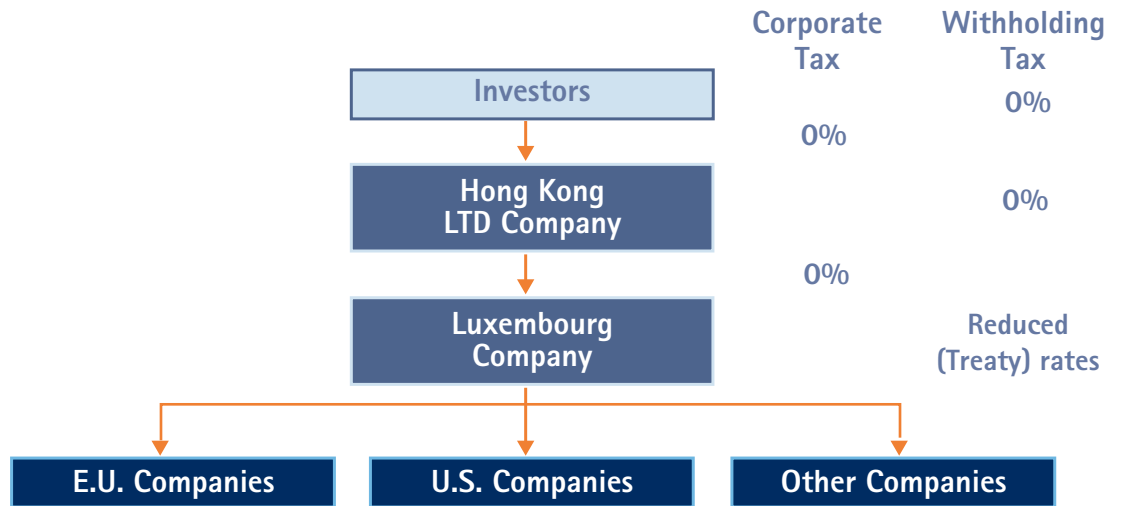 Corporate
Tax
Withholding
Tax
Investors
0%
0%
Hong Kong
LTD Company
0%
0%
Luxembourg
Company
Reduced
(Treaty) rates
E.U. Companies
U.S. Companies
Other Companies